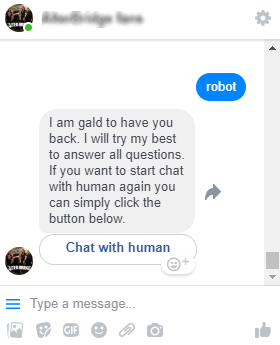 robot
I am gald to have you
back. I will try my best
to answer all questions.
If you want to start chat
with human again you
can simply click the
button below.
Chat with human
Type a message...
GIF